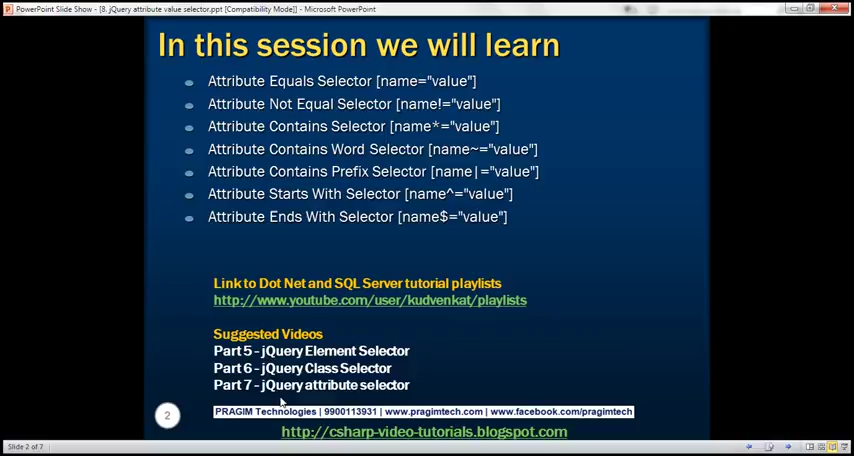 PowerPoint Slide Show - [8. jQuery attribute value selector.ppt [Compatibility Mode]] - Microsoft PowerPoint
In this session we will learn
Attribute Equals Selector [name="value"]
Attribute Not Equal Selector [name!="value"]
Attribute Contains Selector [name*="value"]
Attribute Contains Word Selector [name~="value"]
Attribute Contains Prefix Selector [name|="value"]
Attribute Starts With Selector [name^="value"]
Attribute Ends With Selector [name$="value"]
Link to Dot Net and SQL Server tutorial playlists
http://www.youtube.com/user/kudvenkat/playlists
Suggested Videos
Part 5 - jQuery Element Selector
Part 6 - jQuery Class Selector
Part 7 - jQuery attribute selector
2
PRAGIM Technologies | 9900113931 | www.pragimtech.com | www.facebook.com/pragimtech
http://csharp-video-tutorials.blogspot.com
Slide 2 of 7